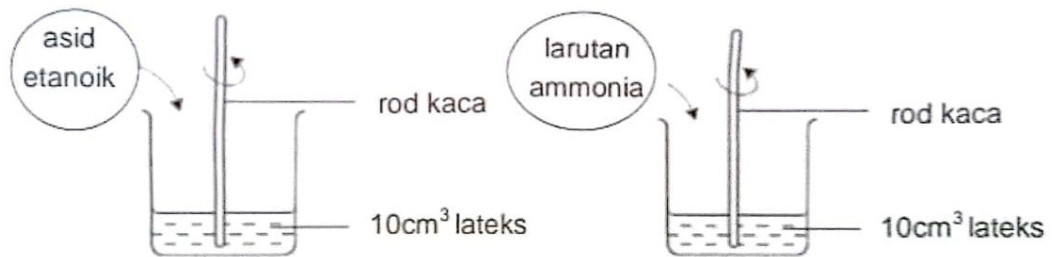 asid
etanoik
rod kaca
10cm³ lateks
larutan
ammonia
rod kaca
10cm³ lateks